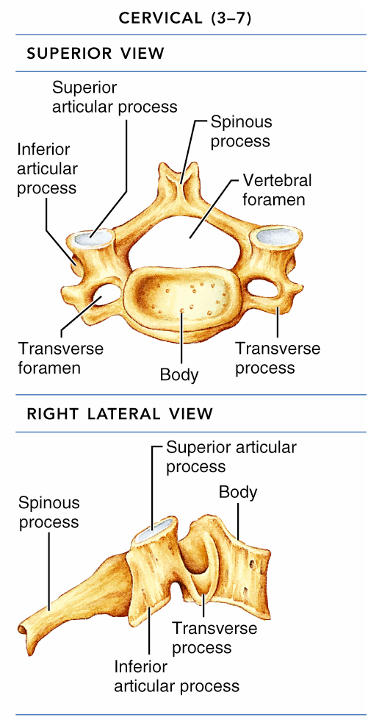 CERVICAL (3–7)
SUPERIOR VIEW
Superior
articular process
Spinous
process
Inferior
articular
process
Vertebral
foramen
Transverse
foramen
Body
Transverse
process
RIGHT LATERAL VIEW
Superior articular
process
Body
Spinous
process
Transverse
process
Inferior
articular process